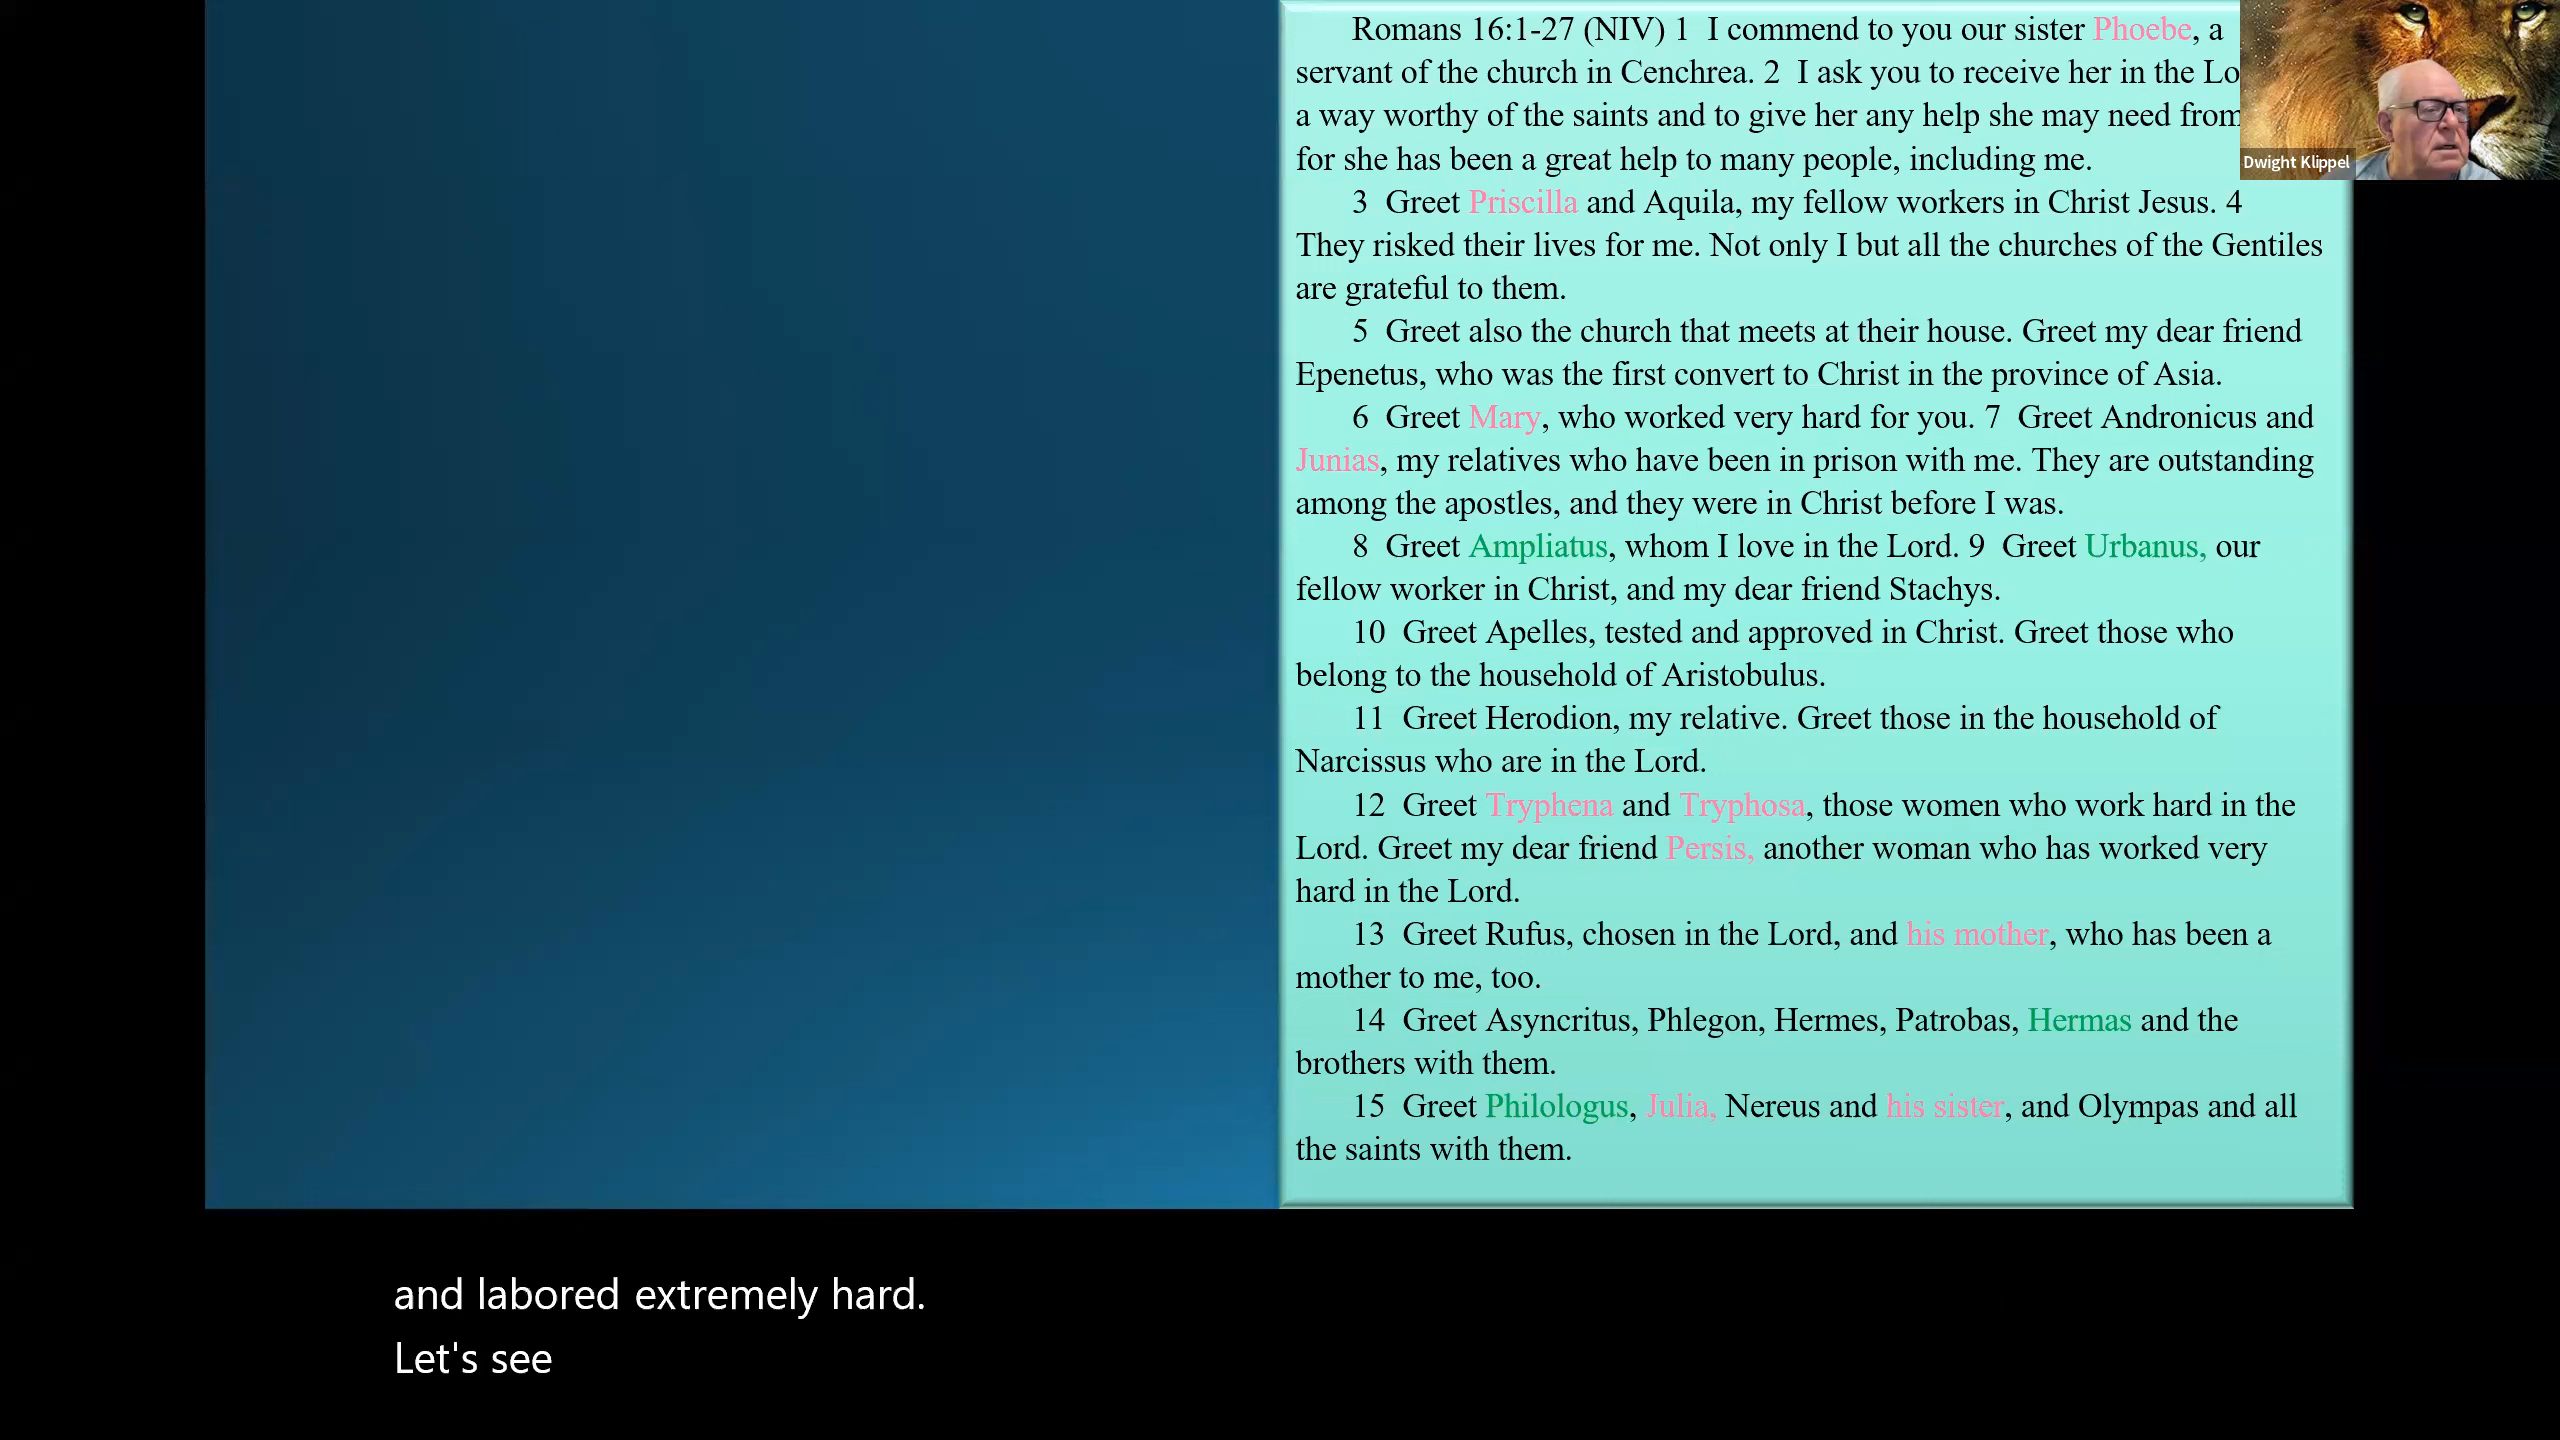 Romans 16:1-27 (NIV) 1 I commend to you our sister Phoebe, a
servant of the church in Cenchrea. 2 I ask you to receive her in the Lo
a way worthy of the saints and to give her any help she may need from
for she has been a great help to many people, including me.
3 Greet Priscilla and Aquila, my fellow workers in Christ Jesus. 4
They risked their lives for me. Not only I but all the churches of the Gentiles
are grateful to them.
5 Greet also the church that meets at their house. Greet my dear friend
Epenetus, who was the first convert to Christ in the province of Asia.
6 Greet Mary, who worked very hard for you. 7 Greet Andronicus and
Junias, my relatives who have been in prison with me. They are outstanding
among the apostles, and they were in Christ before I was.
8 Greet Ampliatus, whom I love in the Lord. 9 Greet Urbanus, our
fellow worker in Christ, and my dear friend Stachys.
10 Greet Apelles, tested and approved in Christ. Greet those who
belong to the household of Aristobulus.
11 Greet Herodion, my relative. Greet those in the household of
Narcissus who are in the Lord.
12 Greet Tryphena and Tryphosa, those women who work hard in the
Lord. Greet my dear friend Persis, another woman who has worked very
hard in the Lord.
13 Greet Rufus, chosen in the Lord, and his mother, who has been a
mother to me, too.
14 Greet Asyncritus, Phlegon, Hermes, Patrobas, Hermas and the
brothers with them.
15 Greet Philologus, Julia, Nereus and his sister, and Olympas and all
the saints with them.
Dwight Klippel
and labored extremely hard.
Let's see